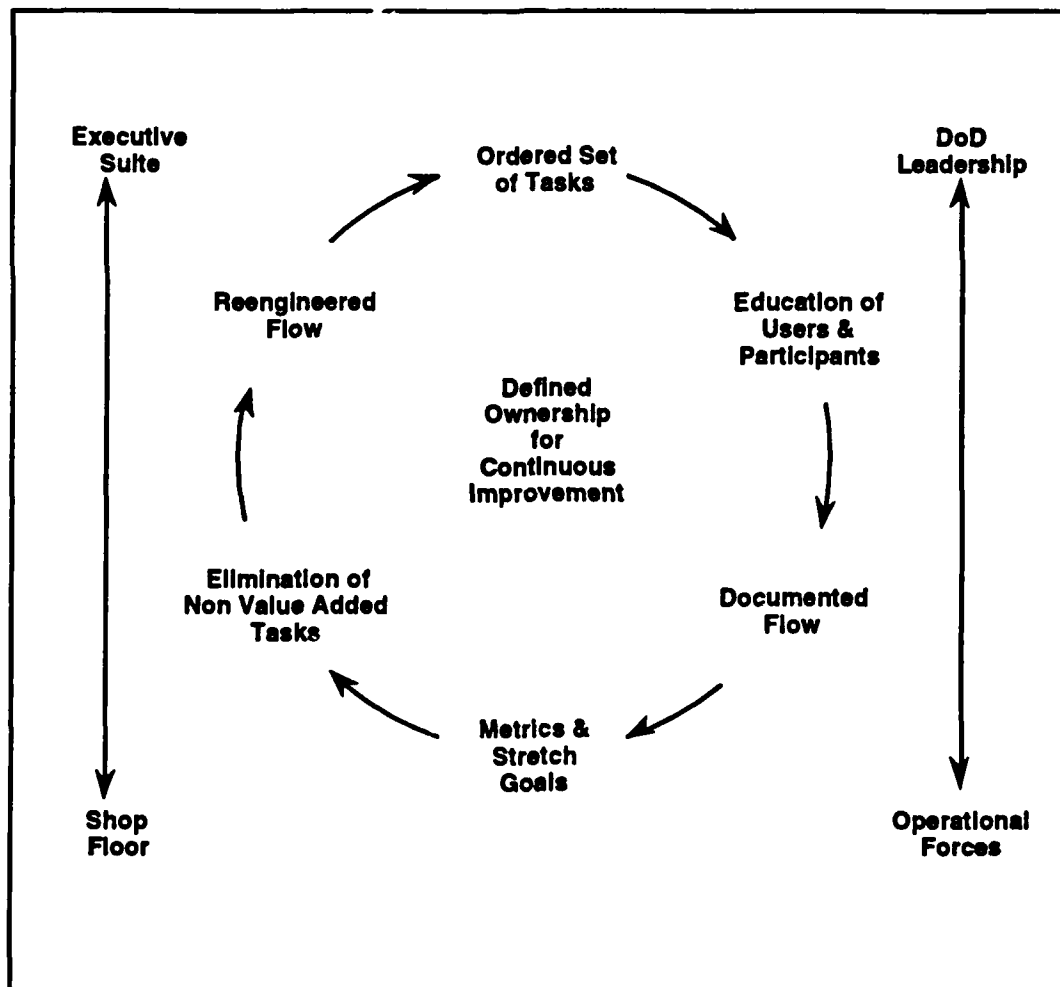 Executive
Suite
Ordered Set
of Tasks
DoD
Leadership
Reengineered
Flow
Education of
Users &
Participants
Defined
Ownership
for
Continuous
Improvement
Elimination of
Non Value Added
Tasks
Documented
Flow
Metrics &
Stretch
Goals
Shop
Floor
Operational
Forces